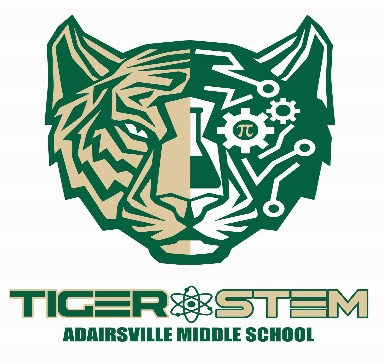 π
TIGER STEM
ADAIRSVILLE MIDDLE SCHOOL